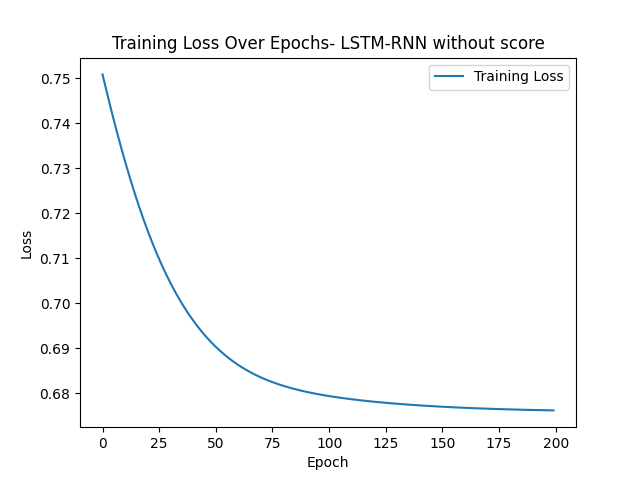 Training Loss Over Epochs- LSTM-RNN without score
Training Loss
0.75
0.74
0.73
0.72
0.71
0.70
0.69
0.68
Loss
0 25 50 75 100 125 150 175 200
Epoch